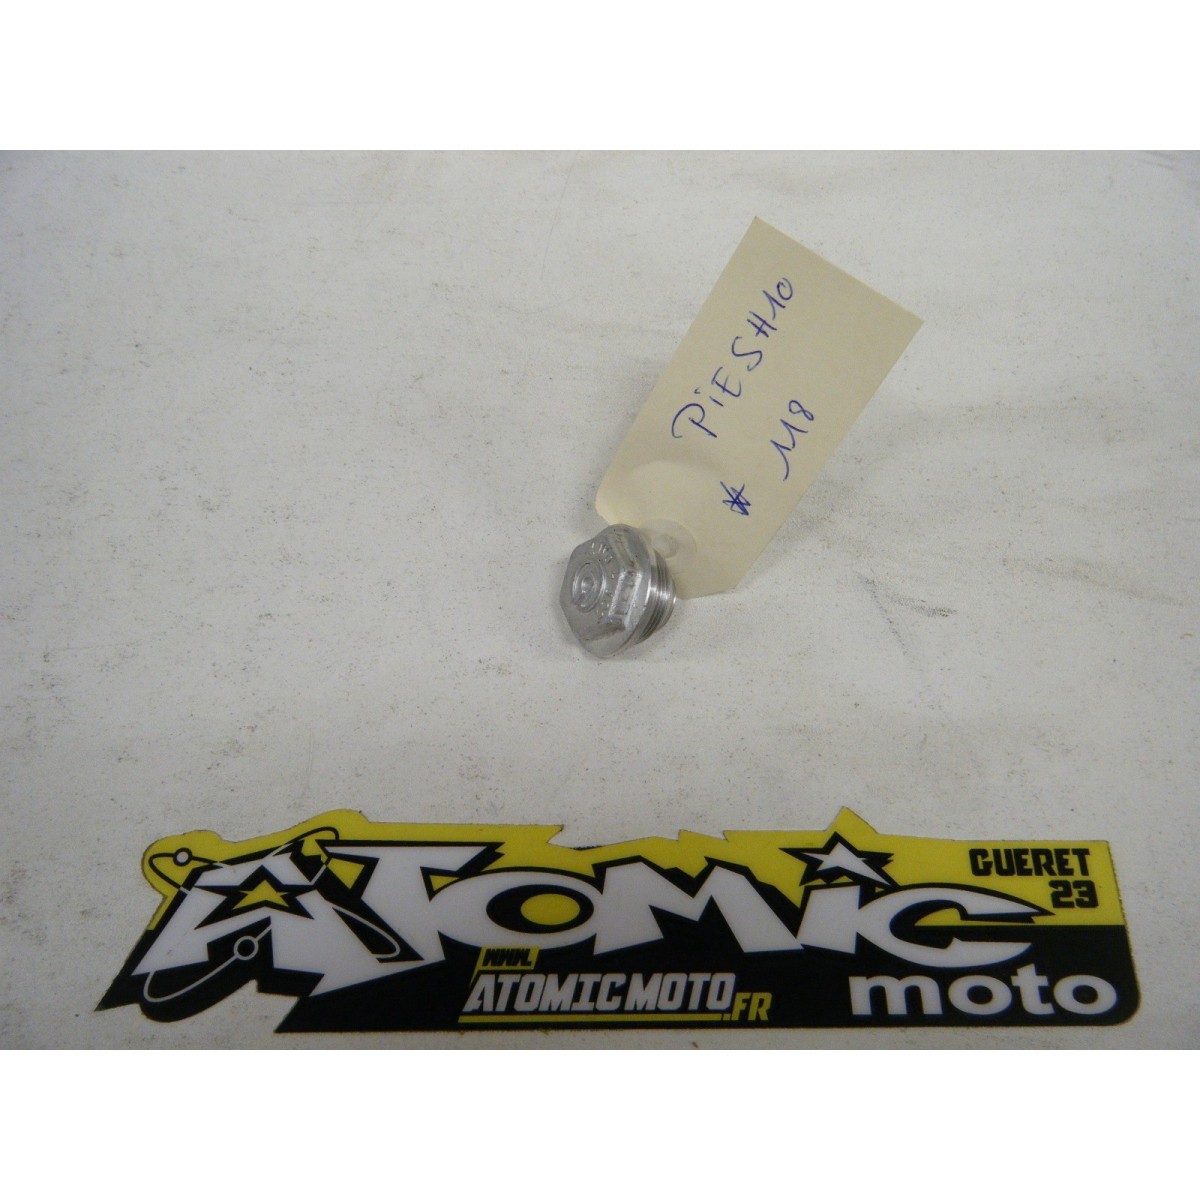 PiESH10
* 118
GUERET
23
ATOMIC
moto
WWW.
ATOMICMOTO.FR